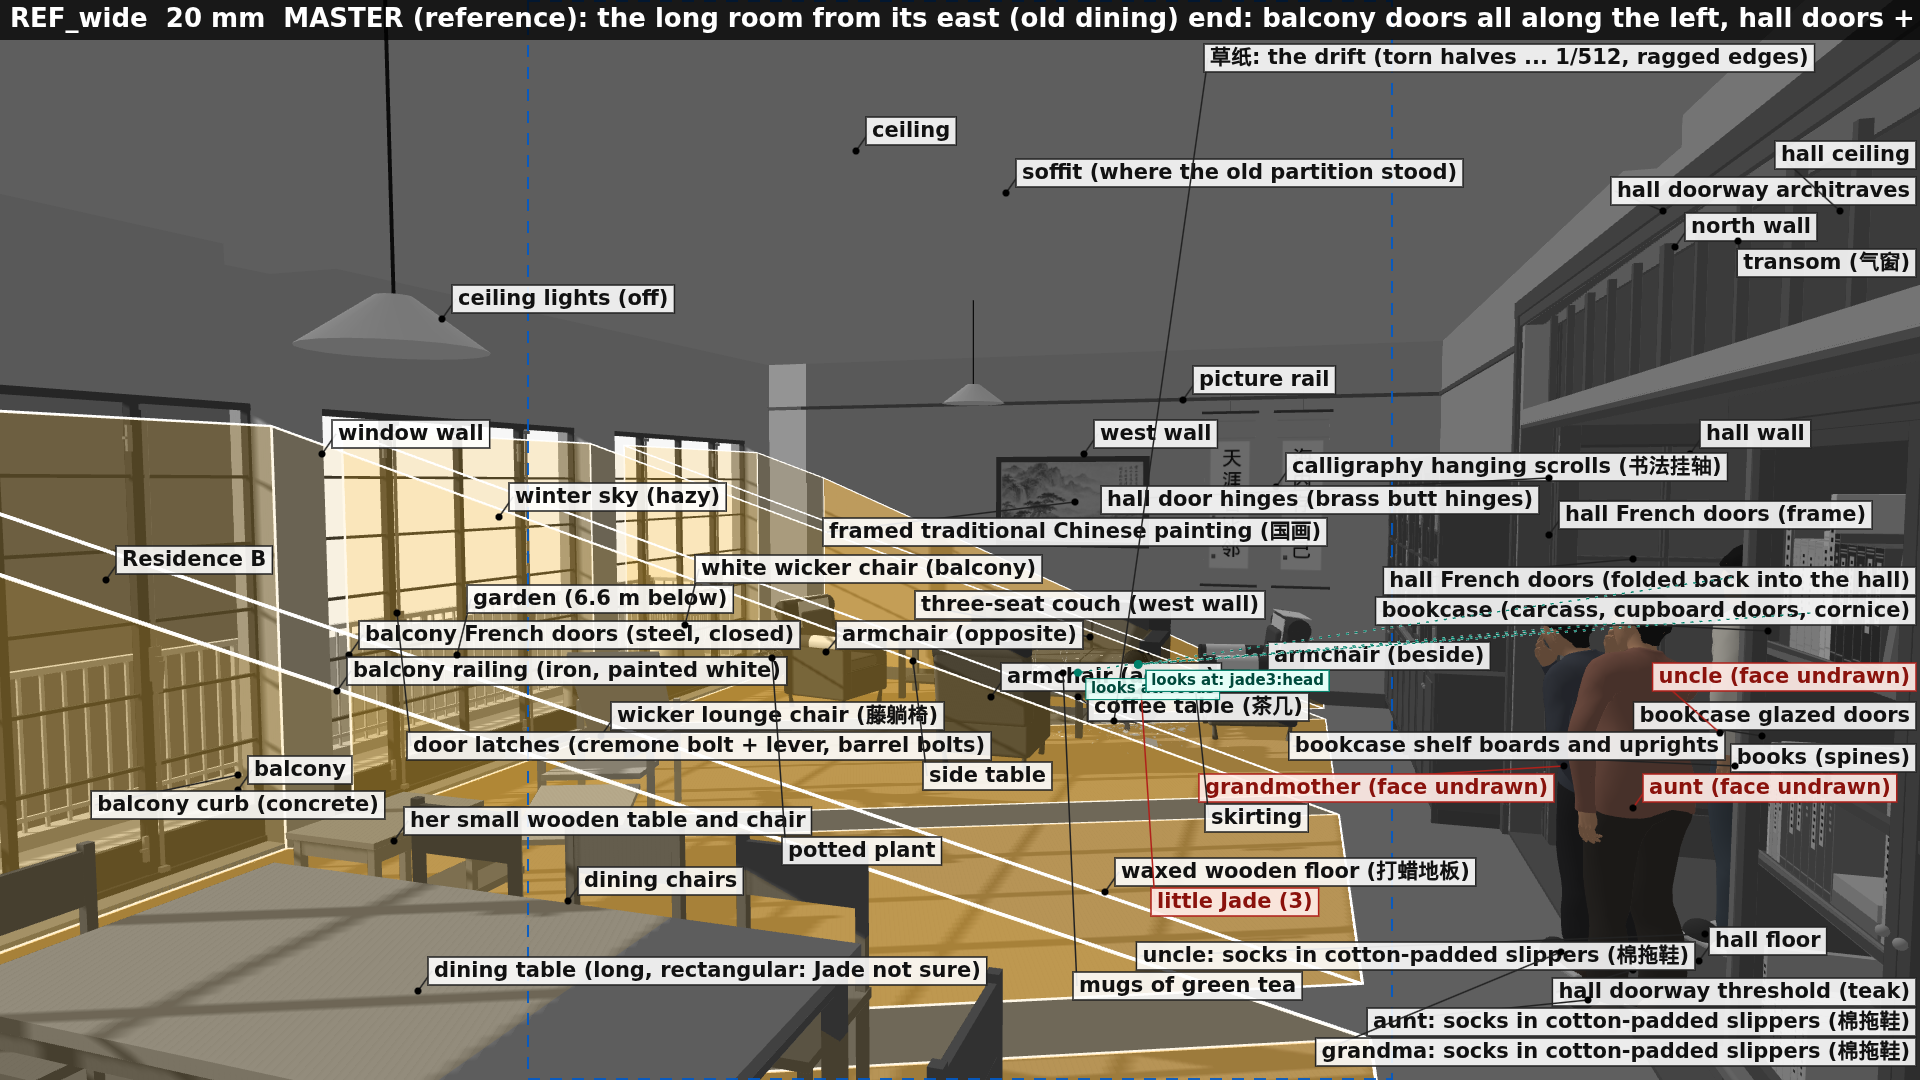 REF_wide 20 mm MASTER (reference): the long room from its east (old dining) end: balcony doors all along the left, hall doors +
草纸: the drift (torn halves ... 1/512, ragged edges)
ceiling
hall ceiling
soffit (where the old partition stood)
hall doorway architraves
north wall
transom (气窗)
ceiling lights (off)
picture rail
window wall
west wall
hall wall
天涯
calligraphy hanging scrolls (书法挂轴)
winter sky (hazy)
hall door hinges (brass butt hinges)
hall French doors (frame)
framed traditional Chinese painting (国画)
Residence B
white wicker chair (balcony)
hall French doors (folded back into the hall)
garden (6.6 m below)
three-seat couch (west wall)
bookcase (carcass, cupboard doors, cornice)
balcony French doors (steel, closed)
armchair (opposite)
armchair (beside)
balcony railing (iron, painted white)
looks at: jade3:head
uncle (face undrawn)
coffee table (茶几)
wicker lounge chair (藤躺椅)
bookcase glazed doors
door latches (cremone bolt + lever, barrel bolts)
bookcase shelf boards and uprights
books (spines)
balcony
side table
grandmother (face undrawn)
aunt (face undrawn)
balcony curb (concrete)
her small wooden table and chair
skirting
potted plant
waxed wooden floor (打蜡地板)
dining chairs
little Jade (3)
hall floor
uncle: socks in cotton-padded slippers (棉拖鞋)
dining table (long, rectangular: Jade not sure)
mugs of green tea
hall doorway threshold (teak)
aunt: socks in cotton-padded slippers (棉拖鞋)
grandma: socks in cotton-padded slippers (棉拖鞋)